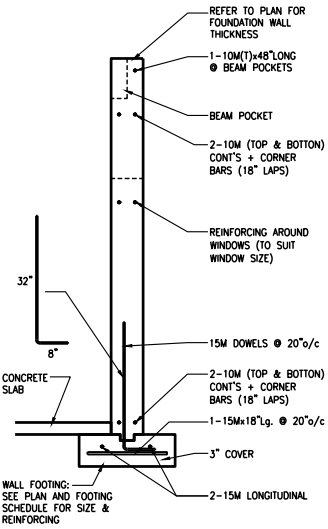 REFER TO PLAN FOR
FOUNDATION WALL
THICKNESS
1-10M(T)x48"LONG
@ BEAM POCKETS
BEAM POCKET
2-10M (TOP & BOTTON)
CONT'S + CORNER
BARS (18" LAPS)
REINFORCING AROUND
WINDOWS (TO SUIT
WINDOW SIZE)
32"
8"
15M DOWELS @ 20"o/c
CONCRETE
SLAB
2-10M (TOP & BOTTON)
CONT'S + CORNER
BARS (18" LAPS)
1-15Mx18"Lg. @ 20"o/c
3" COVER
WALL FOOTING:
SEE PLAN AND FOOTING
SCHEDULE FOR SIZE &
REINFORCING
2-15M LONGITUDINAL